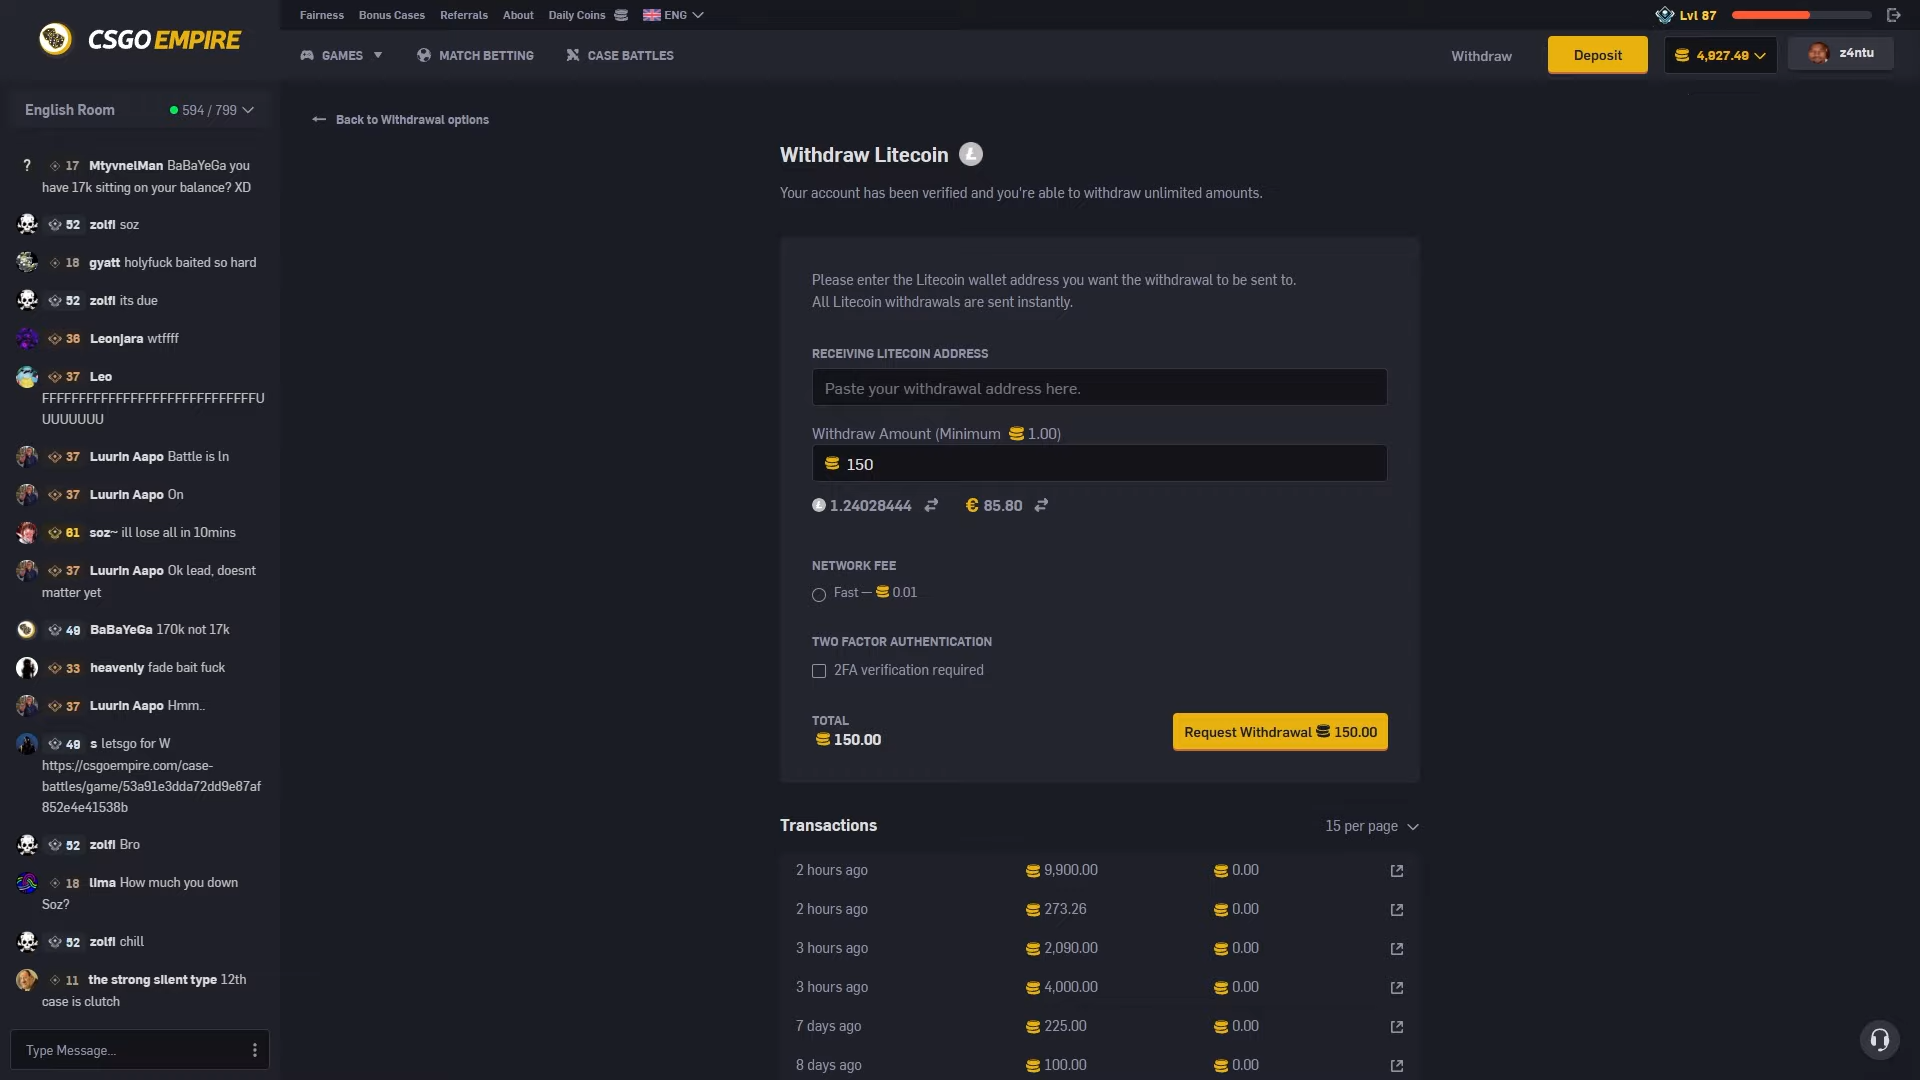 Fairness Bonus Cases Referrals About Daily Coins ENG
Lvl 87
CSGOEMPIRE
GAMES MATCH BETTING CASE BATTLES
Withdraw Deposit 4,927.49 z4ntu
English Room 594 / 799
? 17 MtyvnelMan BaBaYeGa you
have 17k sitting on your balance? XD
52 zolfi soz
18 gyatt holyfuck baited so hard
52 zolfi its due
36 Leonjara wtffff
37 Leo
FFFFFFFFFFFFFFFFFFFFFFFFFFFFFU
UUUUUUU
37 Luurin Aapo Battle is ln
37 Luurin Aapo On
61 soz~ ill lose all in 10mins
37 Luurin Aapo Ok lead, doesnt
matter yet
49 BaBaYeGa 170k not 17k
33 heavenly fade bait fuck
37 Luurin Aapo Hmm..
49 s letsgo for W
https://csgoempire.com/case-
battles/game/53a91e3dda72dd9e87af
852e4e41538b
52 zolfi Bro
18 lima How much you down
Soz?
52 zolfi chill
11 the strong silent type 12th
case is clutch
Type Message...
Back to Withdrawal options
Withdraw Litecoin
Your account has been verified and you're able to withdraw unlimited amounts.
Please enter the Litecoin wallet address you want the withdrawal to be sent to.
All Litecoin withdrawals are sent instantly.
RECEIVING LITECOIN ADDRESS
Paste your withdrawal address here.
Withdraw Amount (Minimum 1.00)
150
1.24028444 € 85.80
NETWORK FEE
Fast — 0.01
TWO FACTOR AUTHENTICATION
2FA verification required
TOTAL
150.00
Request Withdrawal 150.00
Transactions 15 per page
2 hours ago 9,900.00 0.00
2 hours ago 273.26 0.00
3 hours ago 2,090.00 0.00
3 hours ago 4,000.00 0.00
7 days ago 225.00 0.00
8 days ago 100.00 0.00